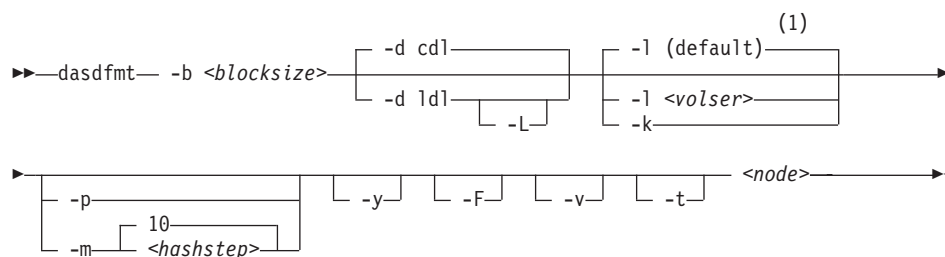 (1)
-d cdl -l (default)
dasdfmt -b <blocksize>
-d ldl -l <volser>
-L -k
<node>
-p -y -F -v -t
10
-m <hashstep>